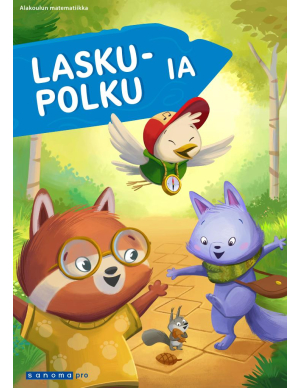 Alakoulun matematiikka
LASKU-
POLKU 1A
sanoma pro